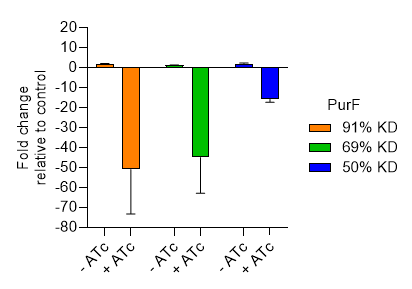 Fold change
relative to control
20
10
0
-10
-20
-30
-40
-50
-60
-70
-80
- ATc
+ ATc
- ATc
+ ATc
- ATc
+ ATc
PurF
91% KD
69% KD
50% KD